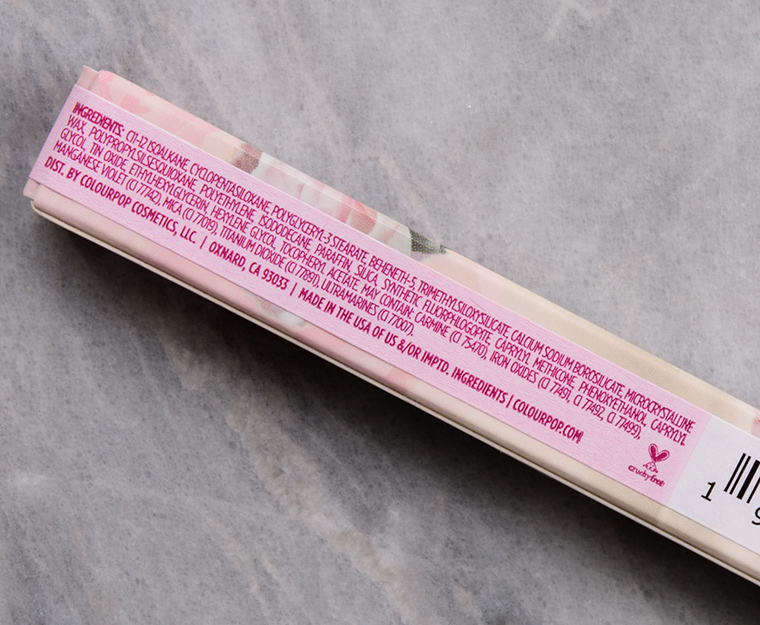 INGREDIENTS: C11-12 ISOALKANE, CYCLOPENTASILOXANE, POLYGLYCERYL-3 STEARATE, BEHENETH-5, TRIMETHYLSILOXYSILICATE, CALCIUM SODIUM BOROSILICATE, MICROCRYSTALLINE
WAX, POLYPROPYLSILSESQUIOXANE, POLYETHYLENE, ISODODECANE, PARAFFIN, SILICA, SYNTHETIC FLUORPHLOGOPITE, CAPRYLYL METHICONE, PHENOXYETHANOL, CAPRYLYL
GLYCOL, TIN OXIDE, ETHYLHEXYLGLYCERIN, HEXYLENE GLYCOL, TOCOPHERYL ACETATE, MAY CONTAIN: CARMINE (CI 75470), IRON OXIDES (CI 77491, CI 77492, CI 77499),
MANGANESE VIOLET (CI 77742), MICA (CI 77019), TITANIUM DIOXIDE (CI 77891), ULTRAMARINES (CI 77007).
DIST. BY COLOURPOP COSMETICS, LLC. | OXNARD, CA 93033 | MADE IN THE USA OF US &/OR IMPTD. INGREDIENTS | COLOURPOP.COM
crueltyfree
1 9